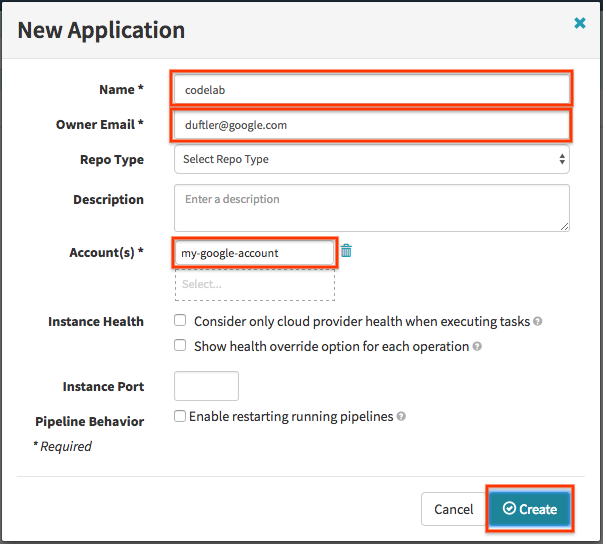 New Application
Name * codelab
Owner Email * duftler@google.com
Repo Type Select Repo Type
Description Enter a description
Account(s) * my-google-account
Select...
Instance Health Consider only cloud provider health when executing tasks ?
Show health override option for each operation ?
Instance Port
Pipeline Behavior Enable restarting running pipelines ?
* Required
Cancel Create